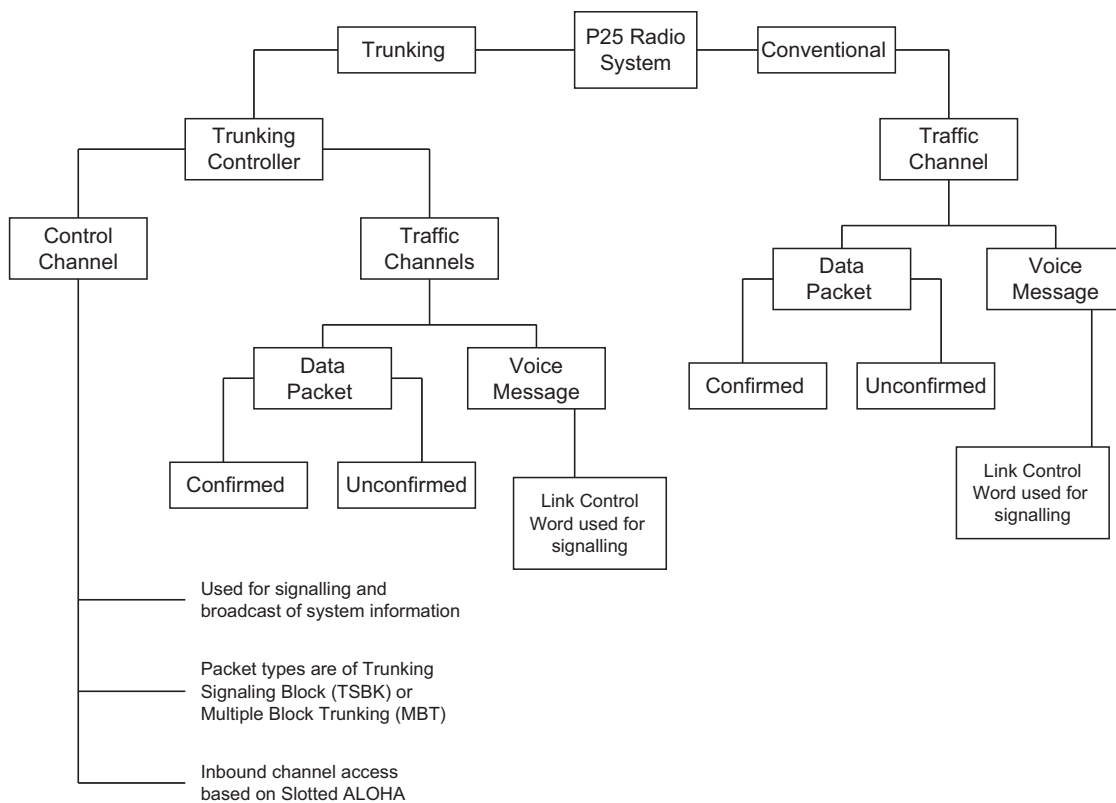 P25 Radio
System
Trunking
Conventional
Trunking
Controller
Traffic
Channel
Control
Channel
Traffic
Channels
Data
Packet
Voice
Message
Data
Packet
Voice
Message
Confirmed
Unconfirmed
Confirmed
Unconfirmed
Link Control
Word used for
signalling
Link Control
Word used for
signalling
Used for signalling and
broadcast of system information
Packet types are of Trunking
Signaling Block (TSBK) or
Multiple Block Trunking (MBT)
Inbound channel access
based on Slotted ALOHA